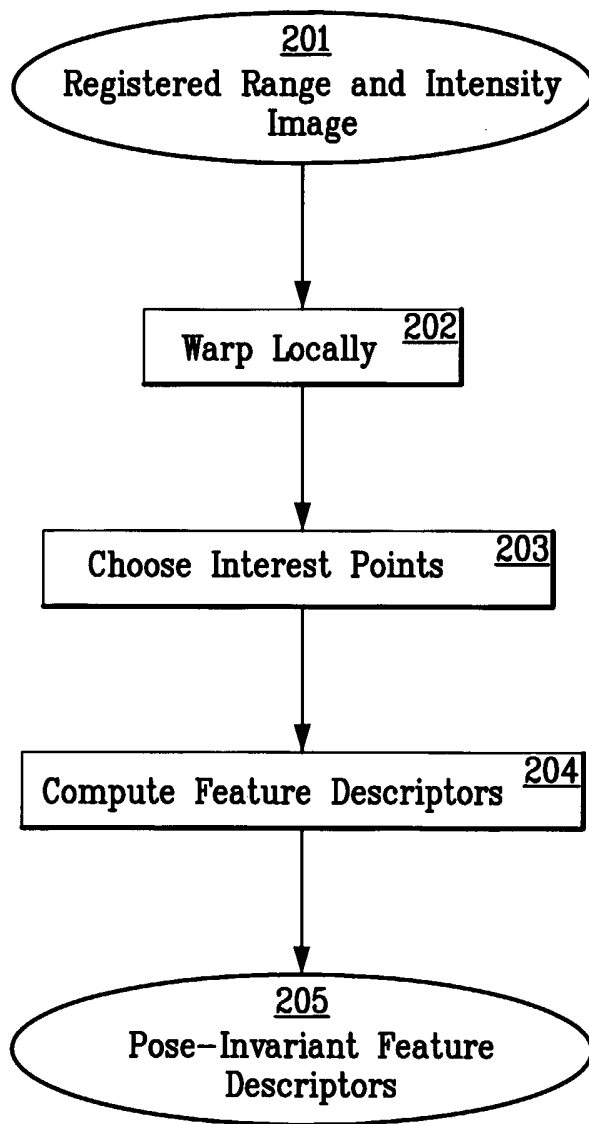 201
Registered Range and Intensity
Image
202
Warp Locally
203
Choose Interest Points
204
Compute Feature Descriptors
205
Pose-Invariant Feature
Descriptors